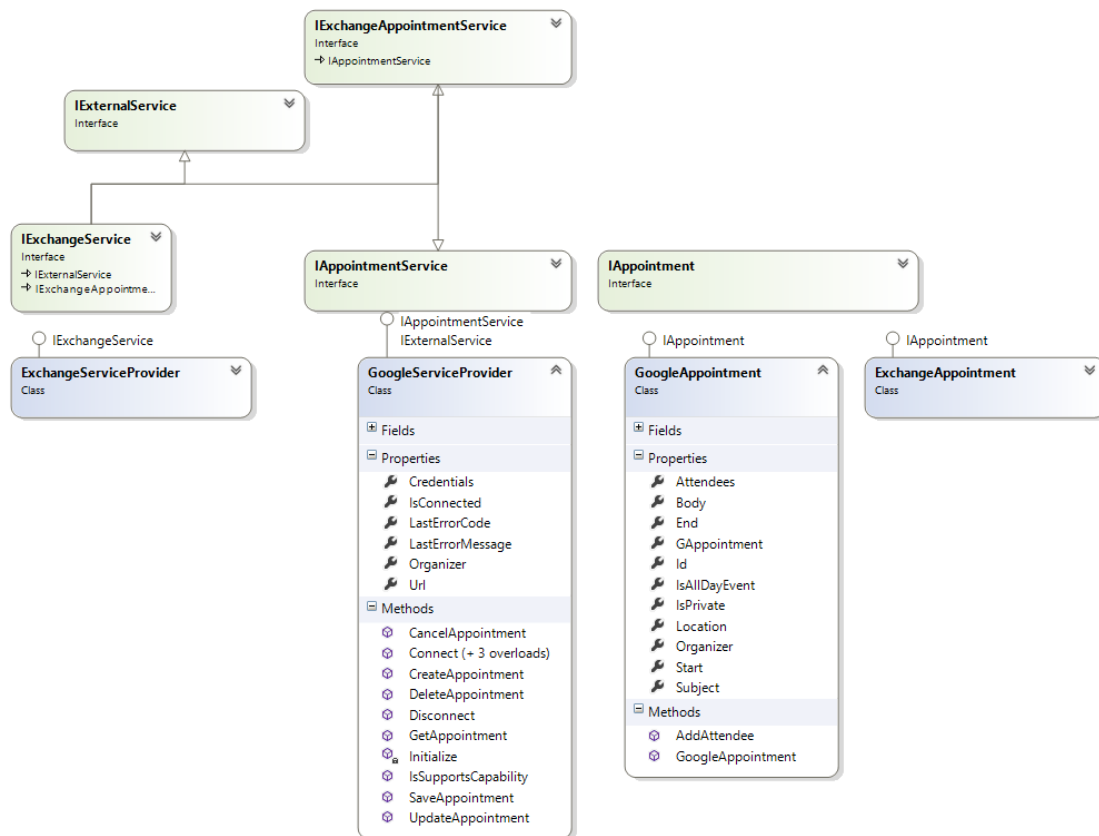 IExchangeAppointmentService
Interface
IAppointmentService
IExternalService
Interface
IExchangeService
Interface
IExternalService
IExchangeAppointme...
IAppointmentService
Interface
IAppointment
Interface
IExchangeService
ExchangeServiceProvider
Class
IAppointmentService
IExternalService
GoogleServiceProvider
Class
Fields
Properties
Credentials
IsConnected
LastErrorCode
LastErrorMessage
Organizer
Url
Methods
CancelAppointment
Connect (+ 3 overloads)
CreateAppointment
DeleteAppointment
Disconnect
GetAppointment
Initialize
IsSupportsCapability
SaveAppointment
UpdateAppointment
IAppointment
GoogleAppointment
Class
Fields
Properties
Attendees
Body
End
GAppointment
Id
IsAllDayEvent
IsPrivate
Location
Organizer
Start
Subject
Methods
AddAttendee
GoogleAppointment
IAppointment
ExchangeAppointment
Class